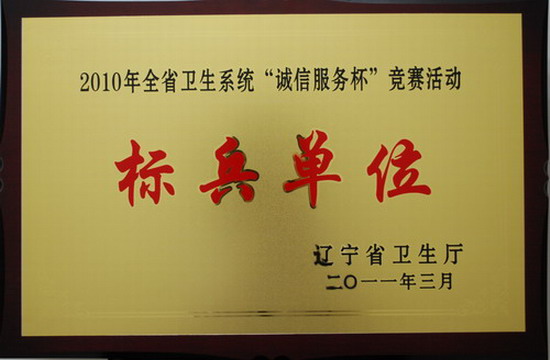 2010年全省卫生系统“诚信服务杯”竞赛活动
标兵单位
辽宁省卫生厅
二〇一一年三月